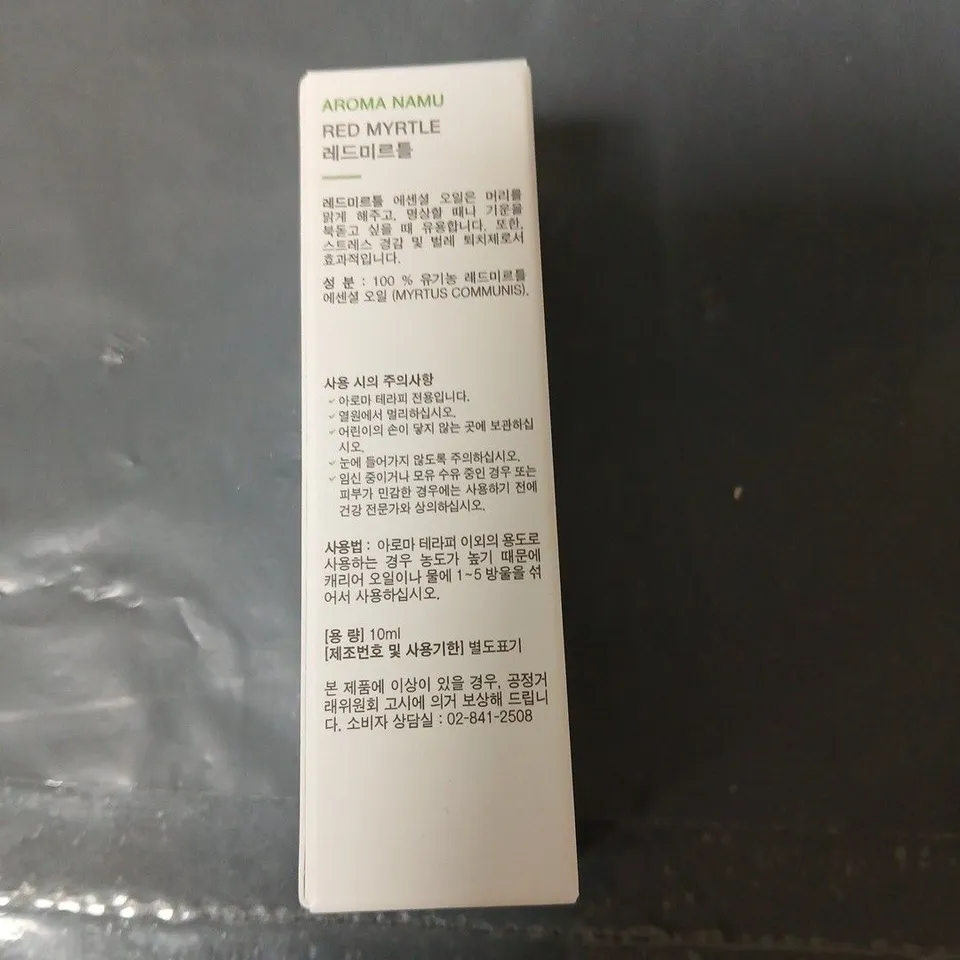 AROMA NAMU
RED MYRTLE
레드미르틀
레드미르틀 에센셜 오일은 머리를
맑게 해주고, 명상할 때나 기운을
북돋고 싶을 때 유용합니다. 또한,
스트레스 경감 및 벌레 퇴치제로서
효과적입니다.
성 분 : 100 % 유기농 레드미르틀
에센셜 오일 (MYRTUS COMMUNIS).
사용 시의 주의사항
아로마 테라피 전용입니다.
열원에서 멀리하십시오.
어린이의 손이 닿지 않는 곳에 보관하십
시오.
눈에 들어가지 않도록 주의하십시오.
임신 중이거나 모유 수유 중인 경우 또는
피부가 민감한 경우에는 사용하기 전에
건강 전문가와 상의하십시오.
사용법 : 아로마 테라펴 이외의 용도로
사용하는 경우 농도가 높기 때문에
캐리어 오일이나 물에 1~5 방울을 섞
어서 사용하십시오.
[용 량] 10ml
[제조번호 및 사용기한] 별도표기
본 제품에 이상이 있을 경우, 공정거
래위원회 고시에 의거 보상해 드립니
다. 소비자 상담실 : 02-841-2508